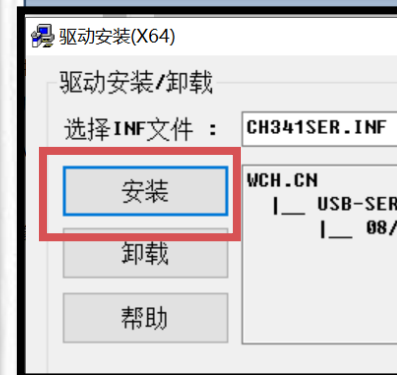 驱动安装(X64)
驱动安装/卸载
选择INF文件 : CH341SER.INF
安装
WCH.CN
|__ USB-SER
|__ 08/
卸载
帮助